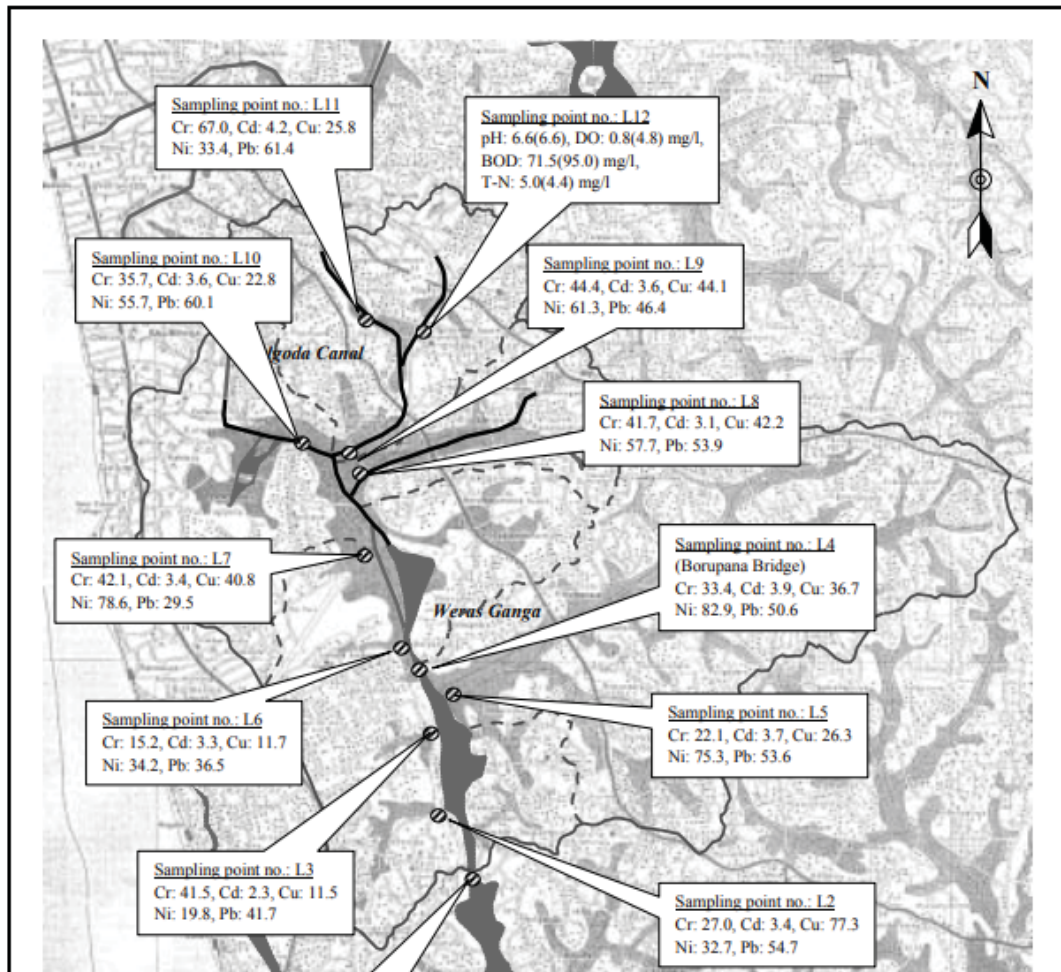 Sampling point no.: L11
Cr: 67.0, Cd: 4.2, Cu: 25.8
Ni: 33.4, Pb: 61.4
Sampling point no.: L12
pH: 6.6(6.6), DO: 0.8(4.8) mg/l,
BOD: 71.5(95.0) mg/l,
T-N: 5.0(4.4) mg/l
N
Sampling point no.: L10
Cr: 35.7, Cd: 3.6, Cu: 22.8
Ni: 55.7, Pb: 60.1
Sampling point no.: L9
Cr: 44.4, Cd: 3.6, Cu: 44.1
Ni: 61.3, Pb: 46.4
lgoda Canal
Sampling point no.: L8
Cr: 41.7, Cd: 3.1, Cu: 42.2
Ni: 57.7, Pb: 53.9
Sampling point no.: L7
Cr: 42.1, Cd: 3.4, Cu: 40.8
Ni: 78.6, Pb: 29.5
Sampling point no.: L4
(Borupana Bridge)
Cr: 33.4, Cd: 3.9, Cu: 36.7
Ni: 82.9, Pb: 50.6
Weras Ganga
Sampling point no.: L6
Cr: 15.2, Cd: 3.3, Cu: 11.7
Ni: 34.2, Pb: 36.5
Sampling point no.: L5
Cr: 22.1, Cd: 3.7, Cu: 26.3
Ni: 75.3, Pb: 53.6
Sampling point no.: L3
Cr: 41.5, Cd: 2.3, Cu: 11.5
Ni: 19.8, Pb: 41.7
Sampling point no.: L2
Cr: 27.0, Cd: 3.4, Cu: 77.3
Ni: 32.7, Pb: 54.7